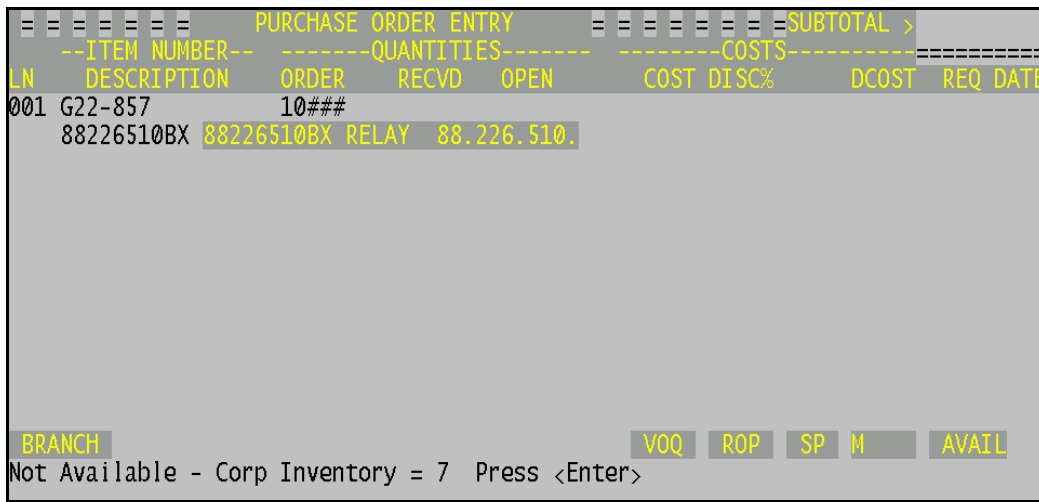 = = = = = = = PURCHASE ORDER ENTRY = = = = = = = =SUBTOTAL >
--ITEM NUMBER-- -------QUANTITIES------- --------COSTS----------==========
LN DESCRIPTION ORDER RECVD OPEN COST DISC% DCOST REQ DATE
001 G22-857 10###
88226510BX 88226510BX RELAY 88.226.510.
BRANCH VOQ ROP SP M AVAIL
Not Available - Corp Inventory = 7 Press <Enter>